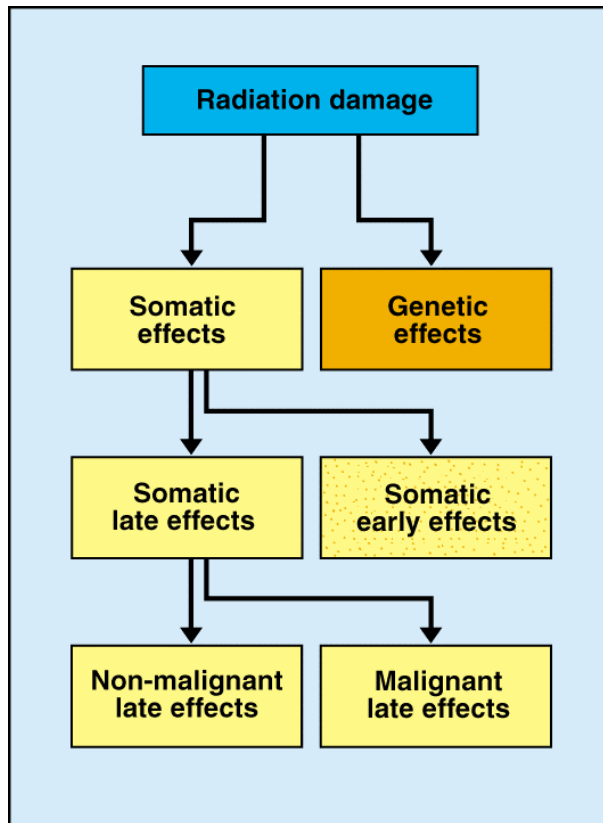 Radiation damage
Somatic
effects
Genetic
effects
Somatic
late effects
Somatic
early effects
Non-malignant
late effects
Malignant
late effects